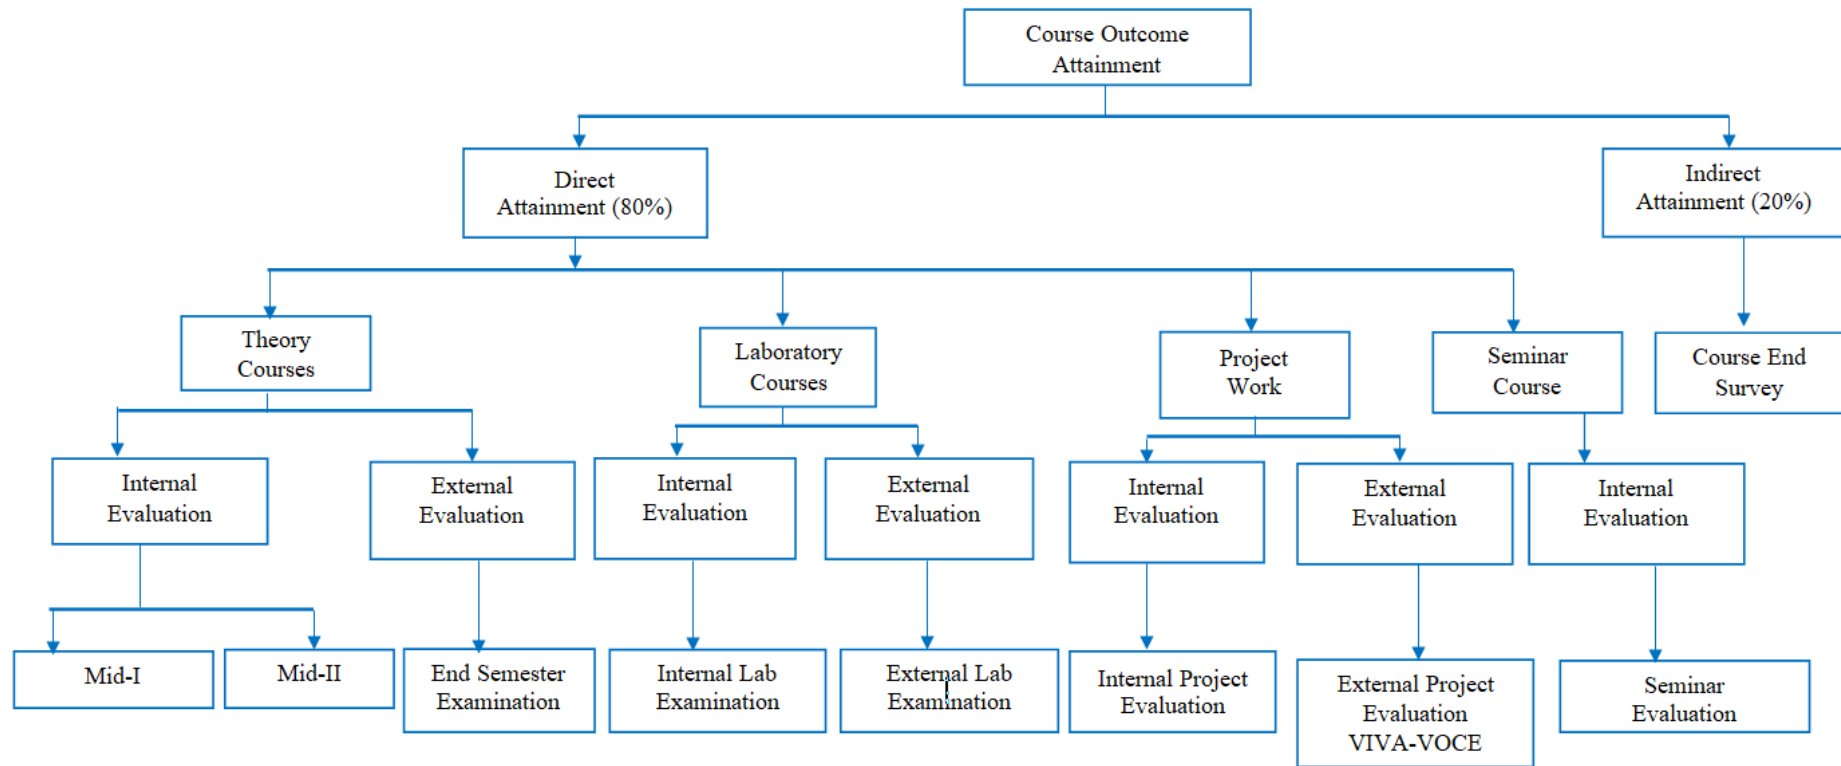 Course Outcome
Attainment
Direct
Attainment (80%)
Indirect
Attainment (20%)
Theory
Courses
Laboratory
Courses
Project
Work
Seminar
Course
Course End
Survey
Internal
Evaluation
External
Evaluation
Internal
Evaluation
External
Evaluation
Internal
Evaluation
External
Evaluation
Internal
Evaluation
Mid-I
Mid-II
End Semester
Examination
Internal Lab
Examination
External Lab
Examination
Internal Project
Evaluation
External Project
Evaluation
VIVA-VOCE
Seminar
Evaluation